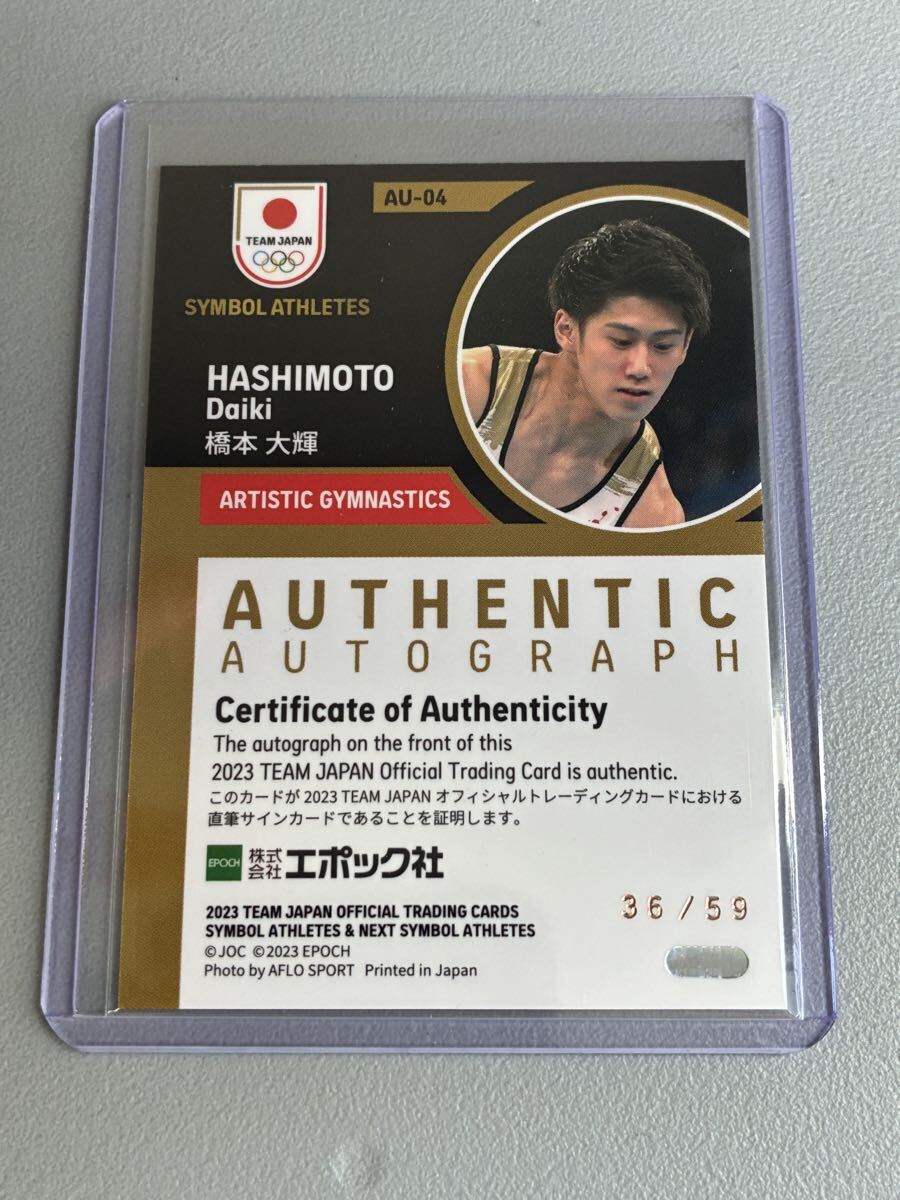 AU-04
TEAM JAPAN
SYMBOL ATHLETES
HASHIMOTO
Daiki
橋本 大輝
ARTISTIC GYMNASTICS
AUTHENTIC
AUTOGRAPH
Certificate of Authenticity
The autograph on the front of this
2023 TEAM JAPAN Official Trading Card is authentic.
このカードが 2023 TEAM JAPAN オフィシャルトレーディングカードにおける
直筆サインカードであることを証明します。
EPOCH 株式会社 エポック社
36/59
2023 TEAM JAPAN OFFICIAL TRADING CARDS
SYMBOL ATHLETES & NEXT SYMBOL ATHLETES
©JOC ©2023 EPOCH
Photo by AFLO SPORT Printed in Japan